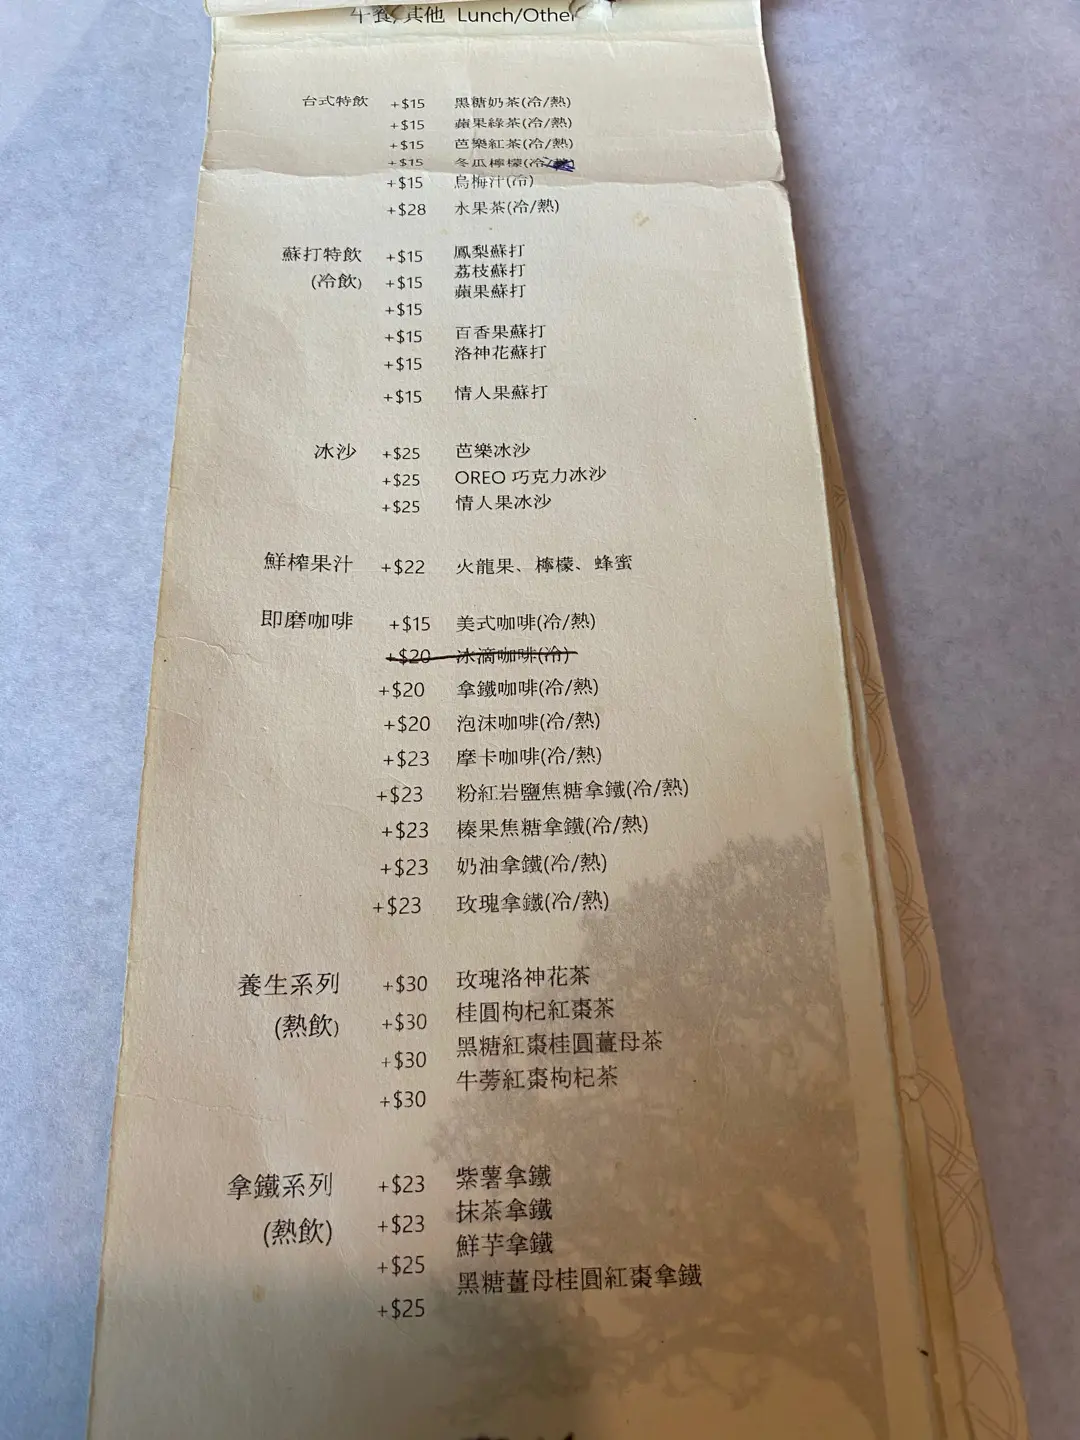 午餐/其他 Lunch/Other
台式特飲 +$15 黑糖奶茶(冷/熱)
+$15 蘋果綠茶(冷/熱)
+$15 芭樂紅茶(冷/熱)
+$15 冬瓜檸檬(冷/熱)
+$15 烏梅汁(冷)
+$28 水果茶(冷/熱)
蘇打特飲 +$15 鳳梨蘇打
(冷飲) +$15 荔枝蘇打
+$15 蘋果蘇打
+$15 百香果蘇打
+$15 洛神花蘇打
+$15 情人果蘇打
冰沙 +$25 芭樂冰沙
+$25 OREO 巧克力冰沙
+$25 情人果冰沙
鮮榨果汁 +$22 火龍果、檸檬、蜂蜜
即磨咖啡 +$15 美式咖啡(冷/熱)
+$20 冰滴咖啡(冷)
+$20 拿鐵咖啡(冷/熱)
+$20 泡沫咖啡(冷/熱)
+$23 摩卡咖啡(冷/熱)
+$23 粉紅岩鹽焦糖拿鐵(冷/熱)
+$23 榛果焦糖拿鐵(冷/熱)
+$23 奶油拿鐵(冷/熱)
+$23 玫瑰拿鐵(冷/熱)
養生系列 +$30 玫瑰洛神花茶
(熱飲) +$30 桂圓枸杞紅棗茶
+$30 黑糖紅棗桂圓薑母茶
+$30 牛蒡紅棗枸杞茶
拿鐵系列 +$23 紫薯拿鐵
(熱飲) +$23 抹茶拿鐵
+$25 鮮芋拿鐵
+$25 黑糖薑母桂圓紅棗拿鐵